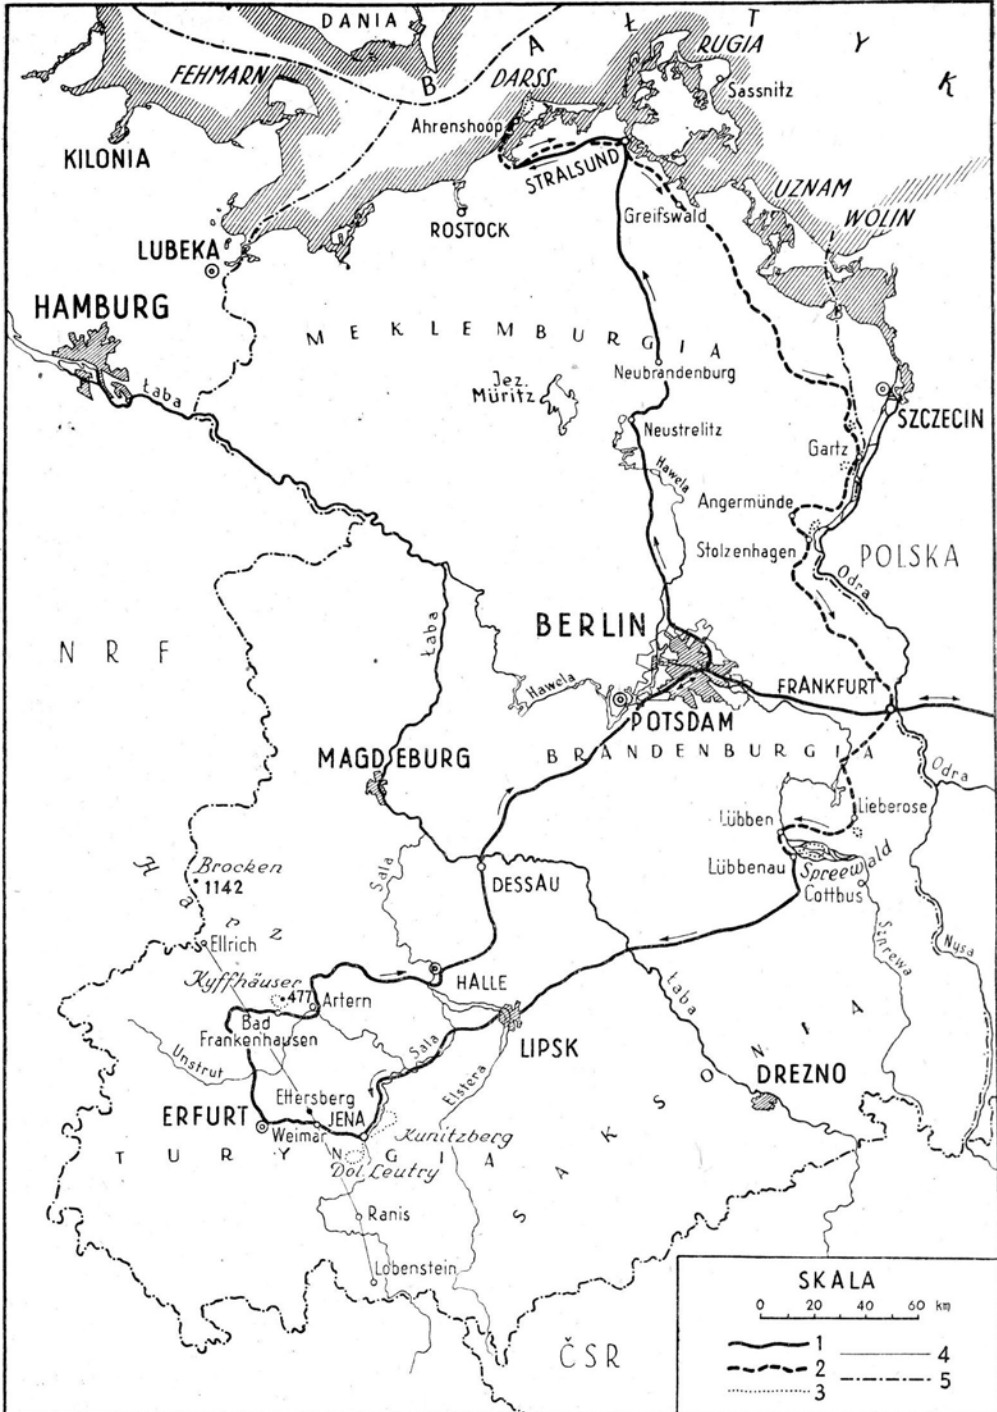 DANIA
B A Ł T Y K
RUGIA
FEHMARN
DARSS
Sassnitz
Ahrenshoop
KILONIA
STRALSUND
UZNAM
Greifswald
WOLIN
ROSTOCK
LUBEKA
HAMBURG
MEKLEMBURGIA
Neubrandenburg
Jez.
Müritz
Łaba
SZCZECIN
Neustrelitz
Gartz
Hawela
Angermünde
Stolzenhagen
POLSKA
Odra
BERLIN
NRF
Łaba
Hawela
FRANKFURT
POTSDAM
BRANDENBURGIA
MAGDEBURG
Odra
Lübben
Lieberose
Lübbenau
Spreewald
Cottbus
Sala
DESSAU
Harz
Brocken
1142
Ellrich
Kyffhäuser
477
Artern
HALLE
Nysa
Szprewa
Łaba
Bad
Frankenhausen
Unstrut
Sala
LIPSK
Elstera
SAKSONIA
DREZNO
Ettersberg
ERFURT
JENA
Weimar
Kunitzberg
TURYNGIA
Dol. Leutry
Ranis
Lobenstein
ČSR
SKALA
0 20 40 60 km
1
2
3
4
5